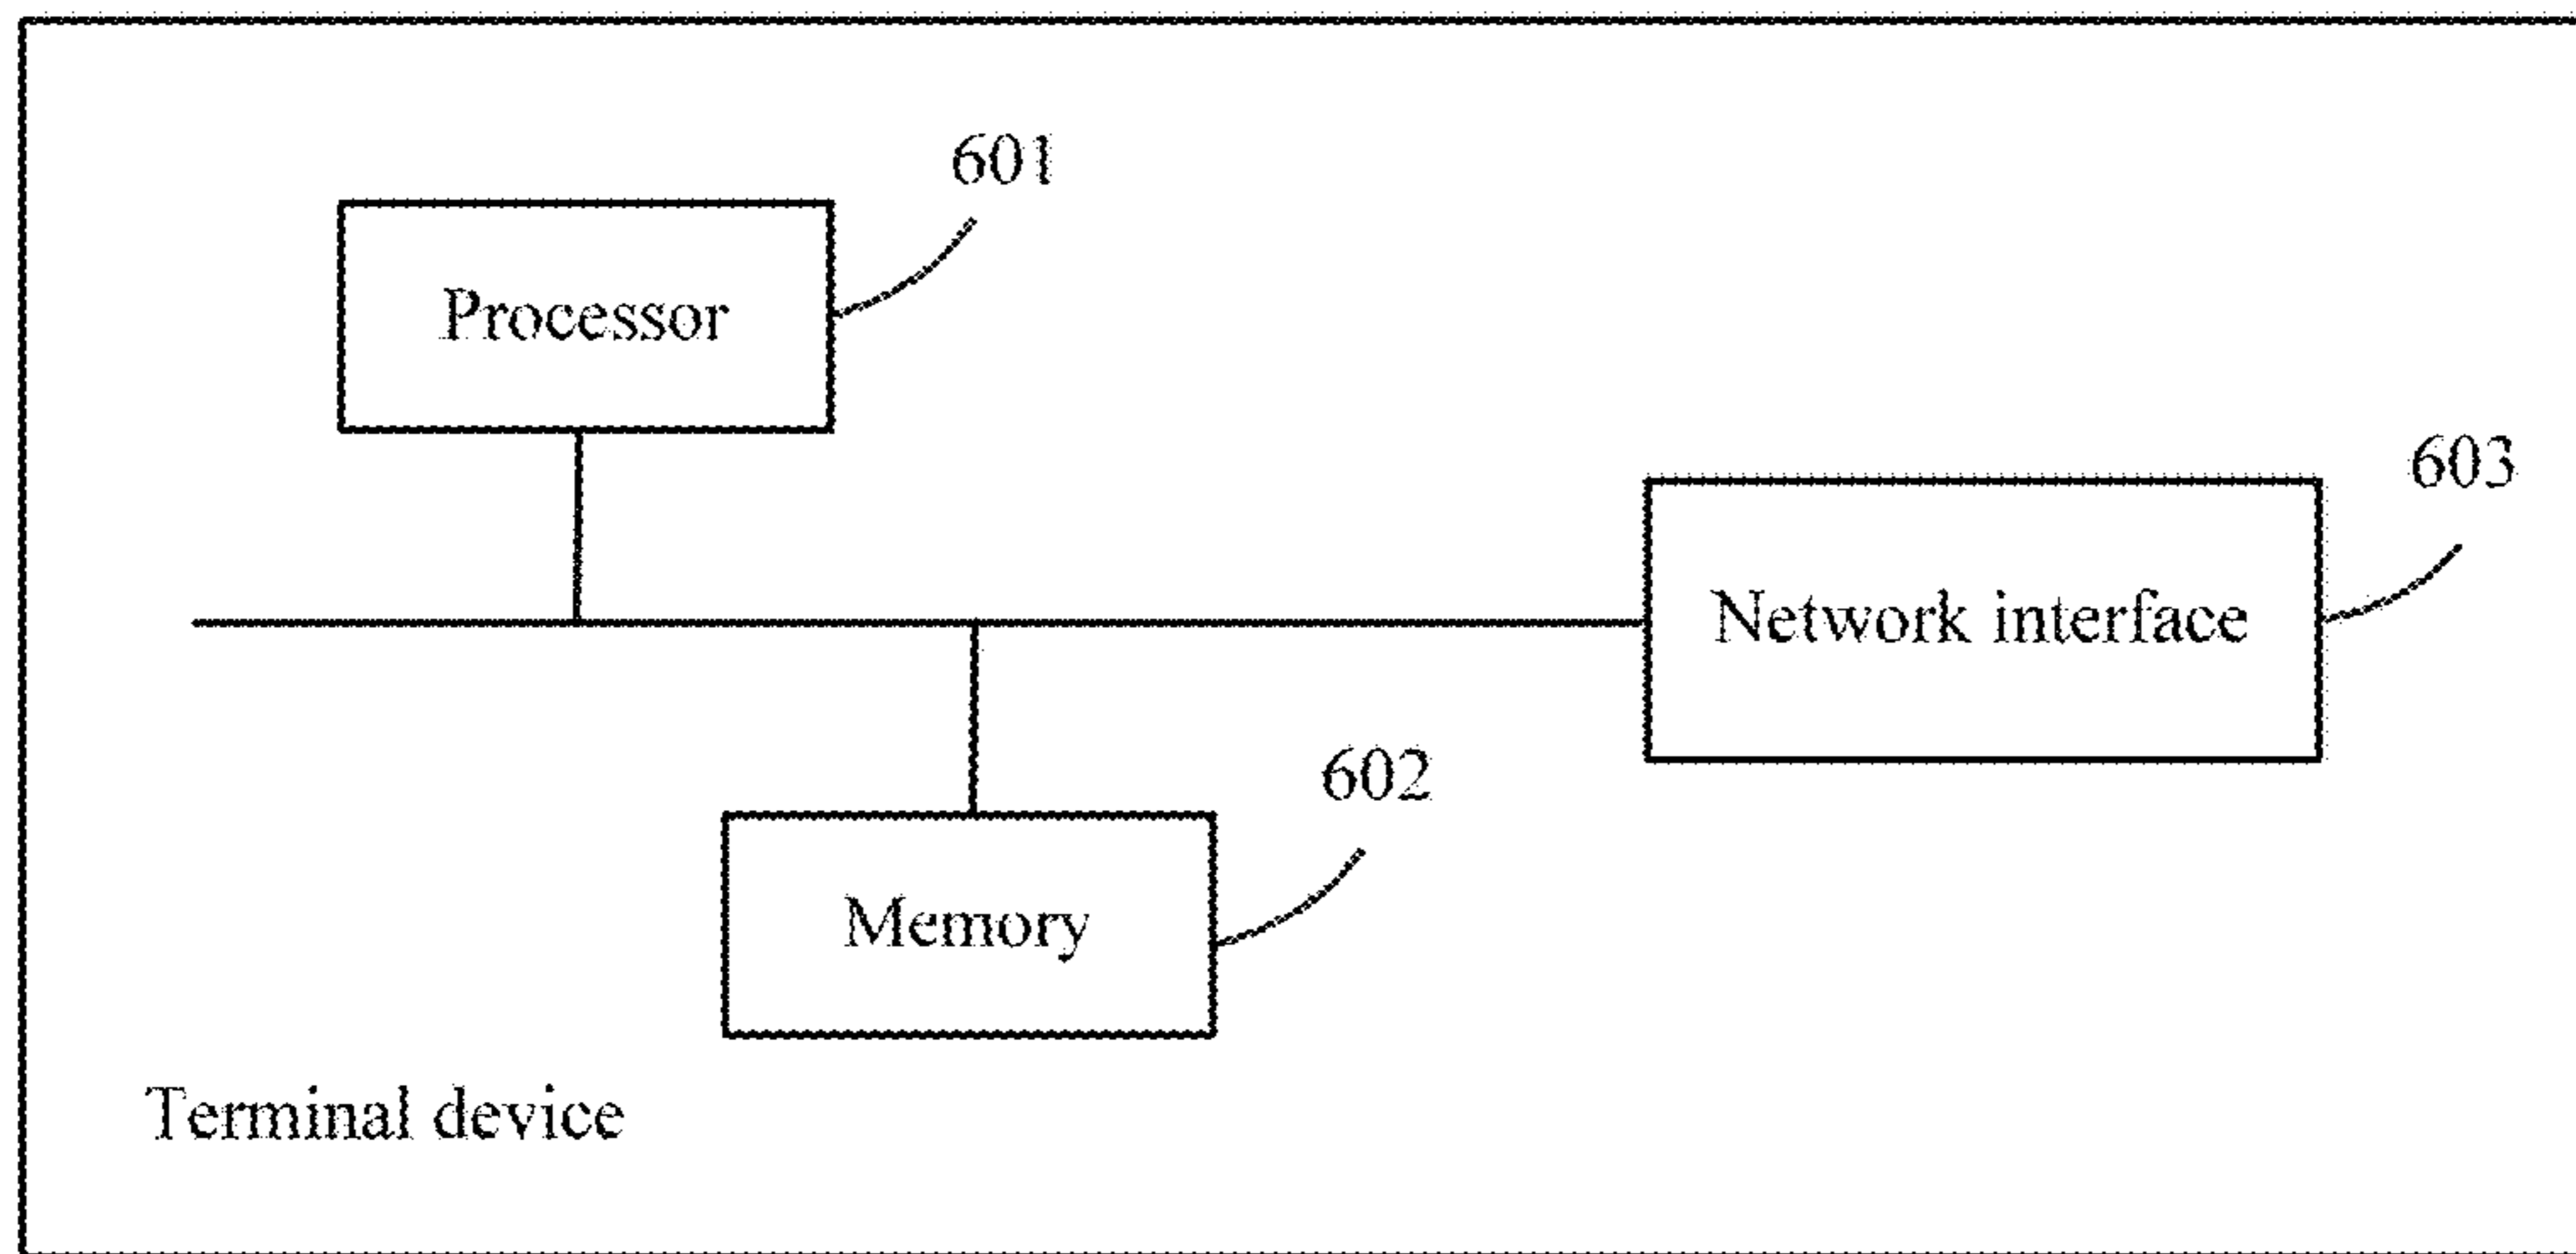 601
Processor
603
Network interface
602
Memory
Terminal device